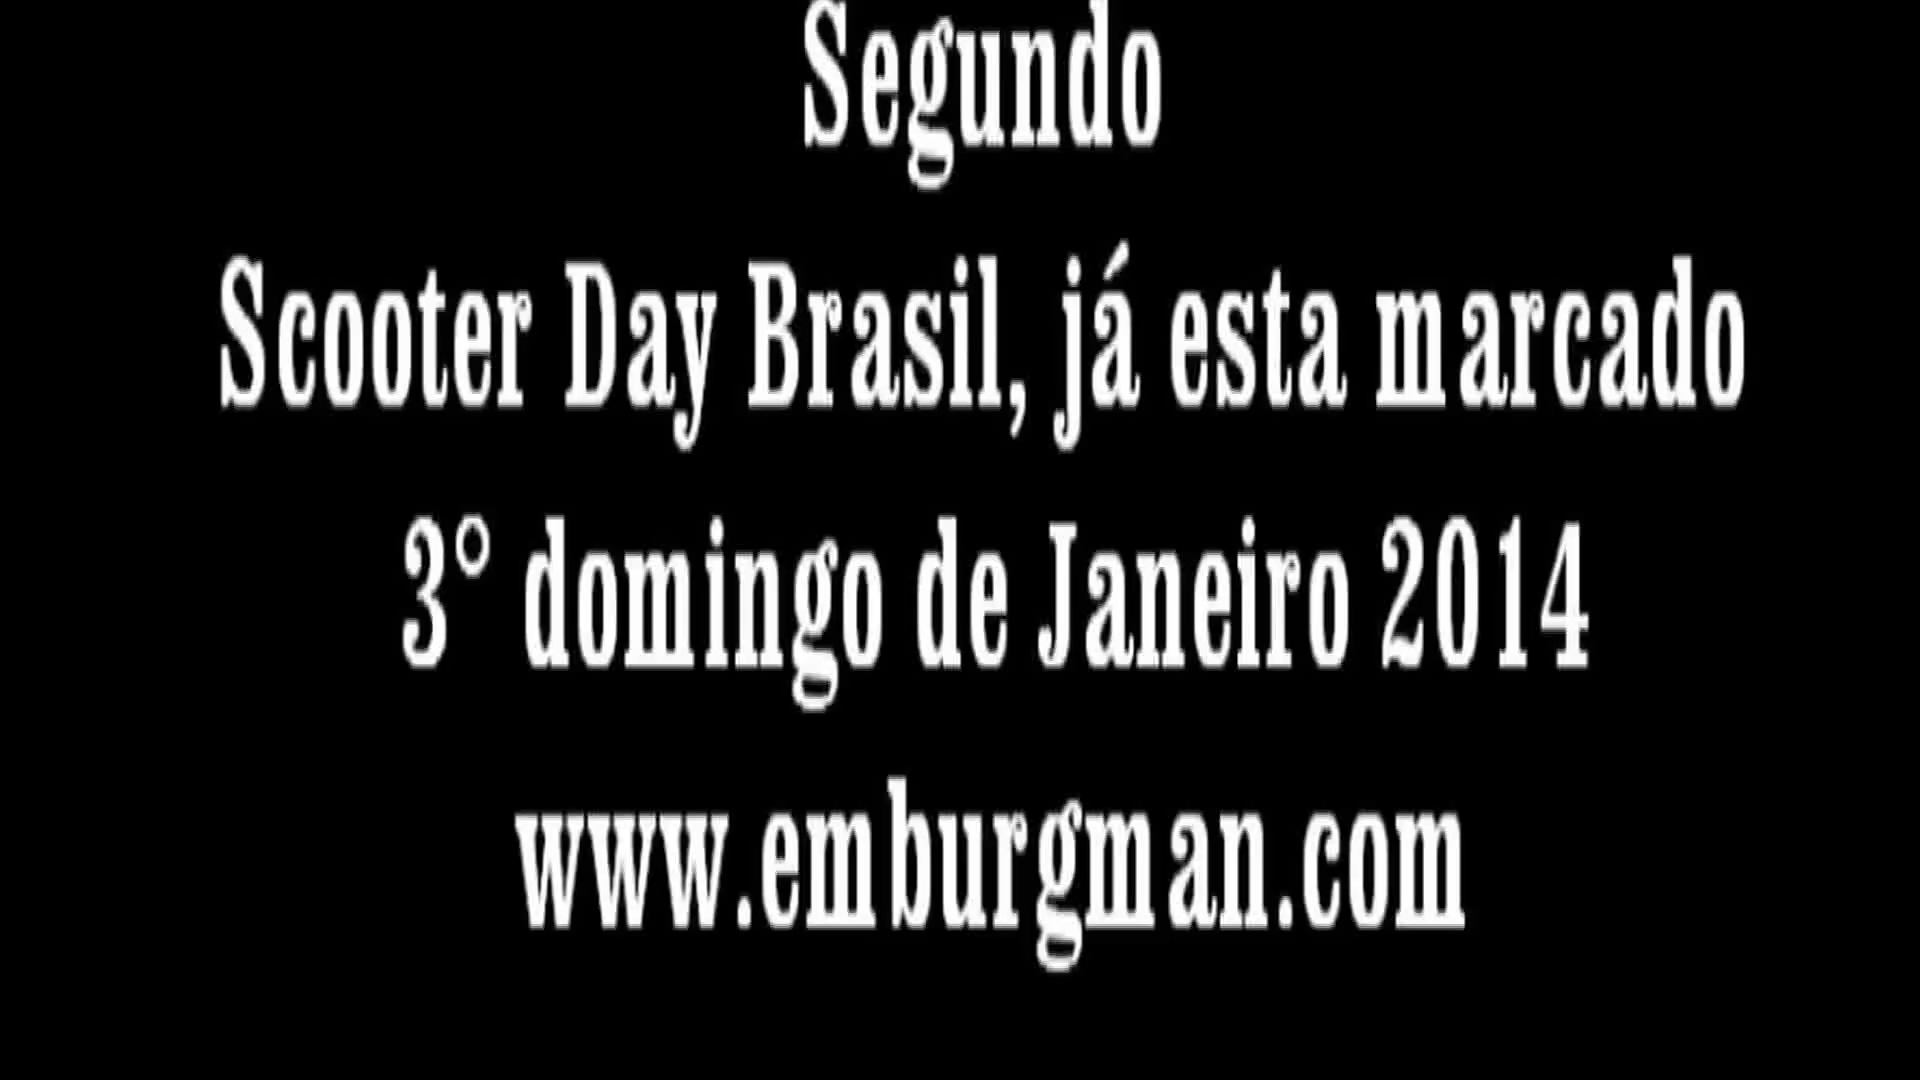 Segundo
Scooter Day Brasil, já esta marcado
3° domingo de Janeiro 2014
www.emburgman.com